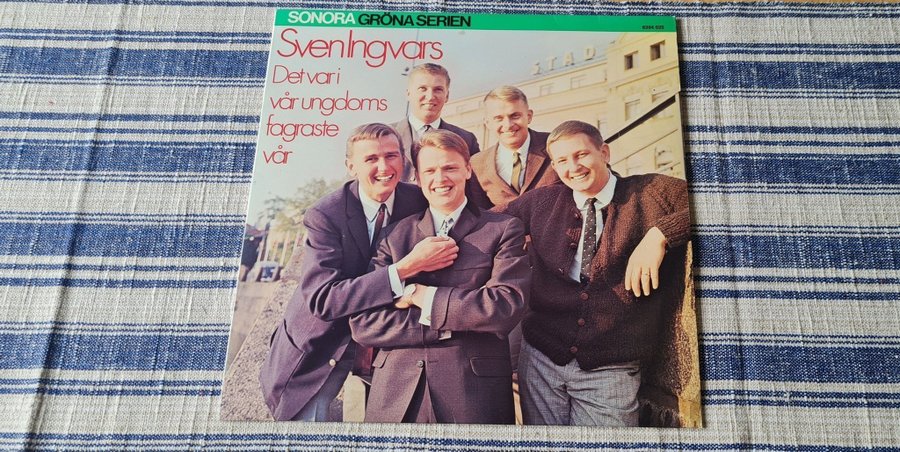 SONORA GRÖNA SERIEN
Sven Ingvars
Det var i
vår ungdoms
fagraste
vår
STAD